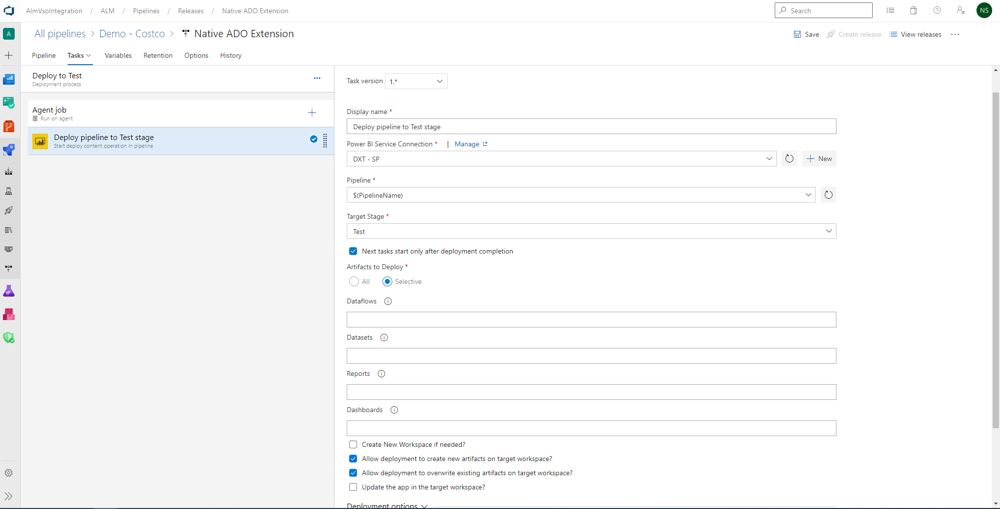 AlmVsoIntegration / ALM / Pipelines / Releases / Native ADO Extension
Search
NS
A
All pipelines > Demo - Costco > Native ADO Extension
Save
Create release
View releases
Pipeline
Tasks
Variables
Retention
Options
History
Deploy to Test
Deployment process
Agent job
Run on agent
Deploy pipeline to Test stage
Start deploy content operation in pipeline
Task version 1.*
Display name *
Deploy pipeline to Test stage
Power BI Service Connection * | Manage
DXT - SP
New
Pipeline *
$(PipelineName)
Target Stage *
Test
Next tasks start only after deployment completion
Artifacts to Deploy *
All
Selective
Dataflows
Datasets
Reports
Dashboards
Create New Workspace if needed?
Allow deployment to create new artifacts on target workspace?
Allow deployment to overwrite existing artifacts on target workspace?
Update the app in the target workspace?
Deployment options